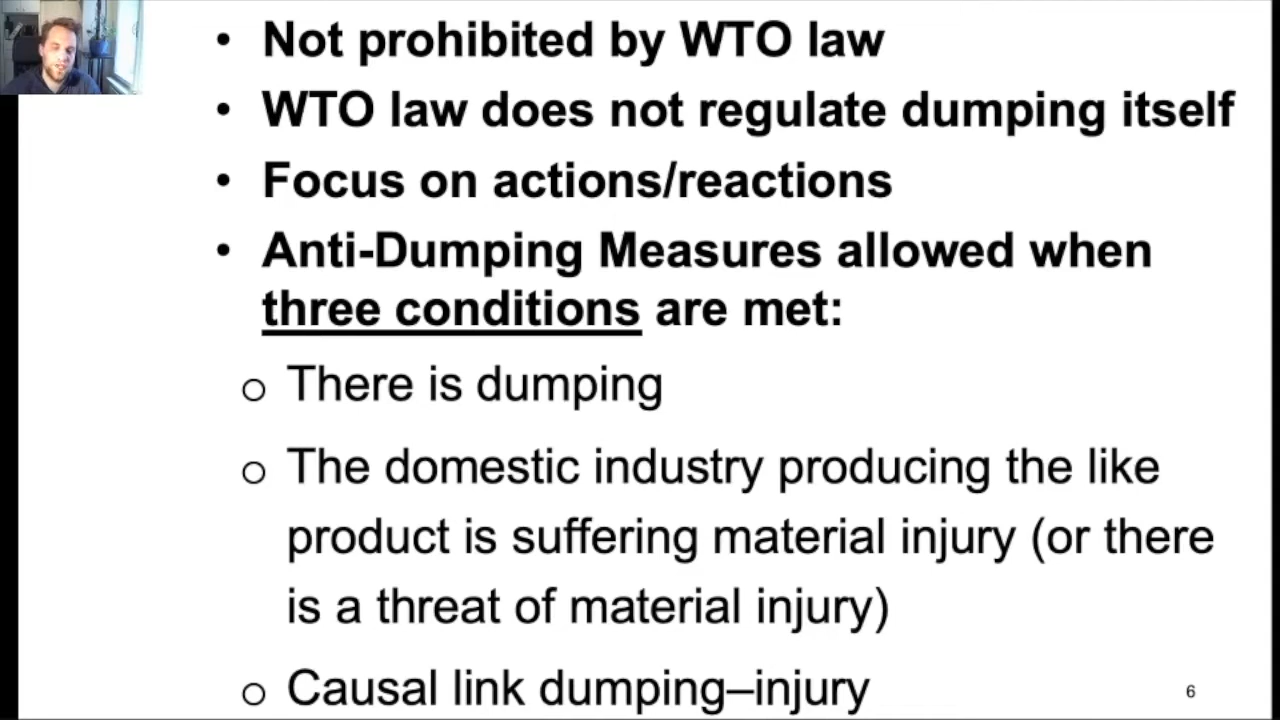 • Not prohibited by WTO law
• WTO law does not regulate dumping itself
• Focus on actions/reactions
• Anti-Dumping Measures allowed when
three conditions are met:
o There is dumping
o The domestic industry producing the like
product is suffering material injury (or there
is a threat of material injury)
o Causal link dumping–injury
6